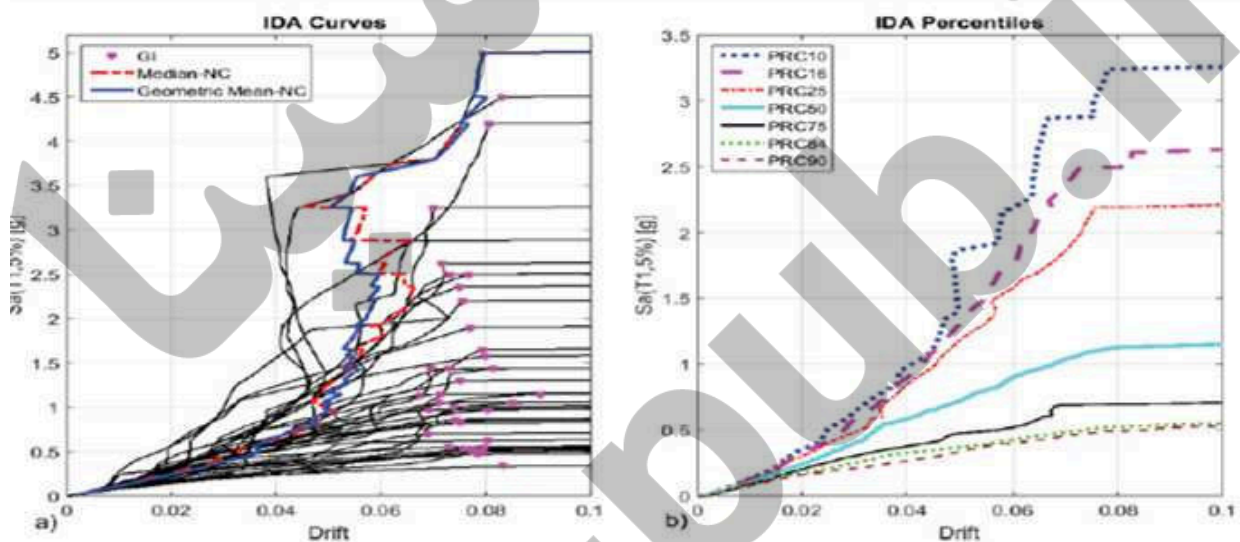 IDA Curves
GI
Median-NC
Geometric Mean-NC
5
4.5
4
3.5
3
2.5
2
1.5
1
0.5
0
Sa(T1,5%) [g]
0
0.02
0.04
0.06
0.08
0.1
a)
Drift
IDA Percentiles
PRC10
PRC16
PRC25
PRC50
PRC75
PRC84
PRC90
3.5
3
2.5
2
1.5
1
0.5
0
Sa(T1,5%) [g]
0
0.02
0.04
0.06
0.08
0.1
b)
Drift
pub.in